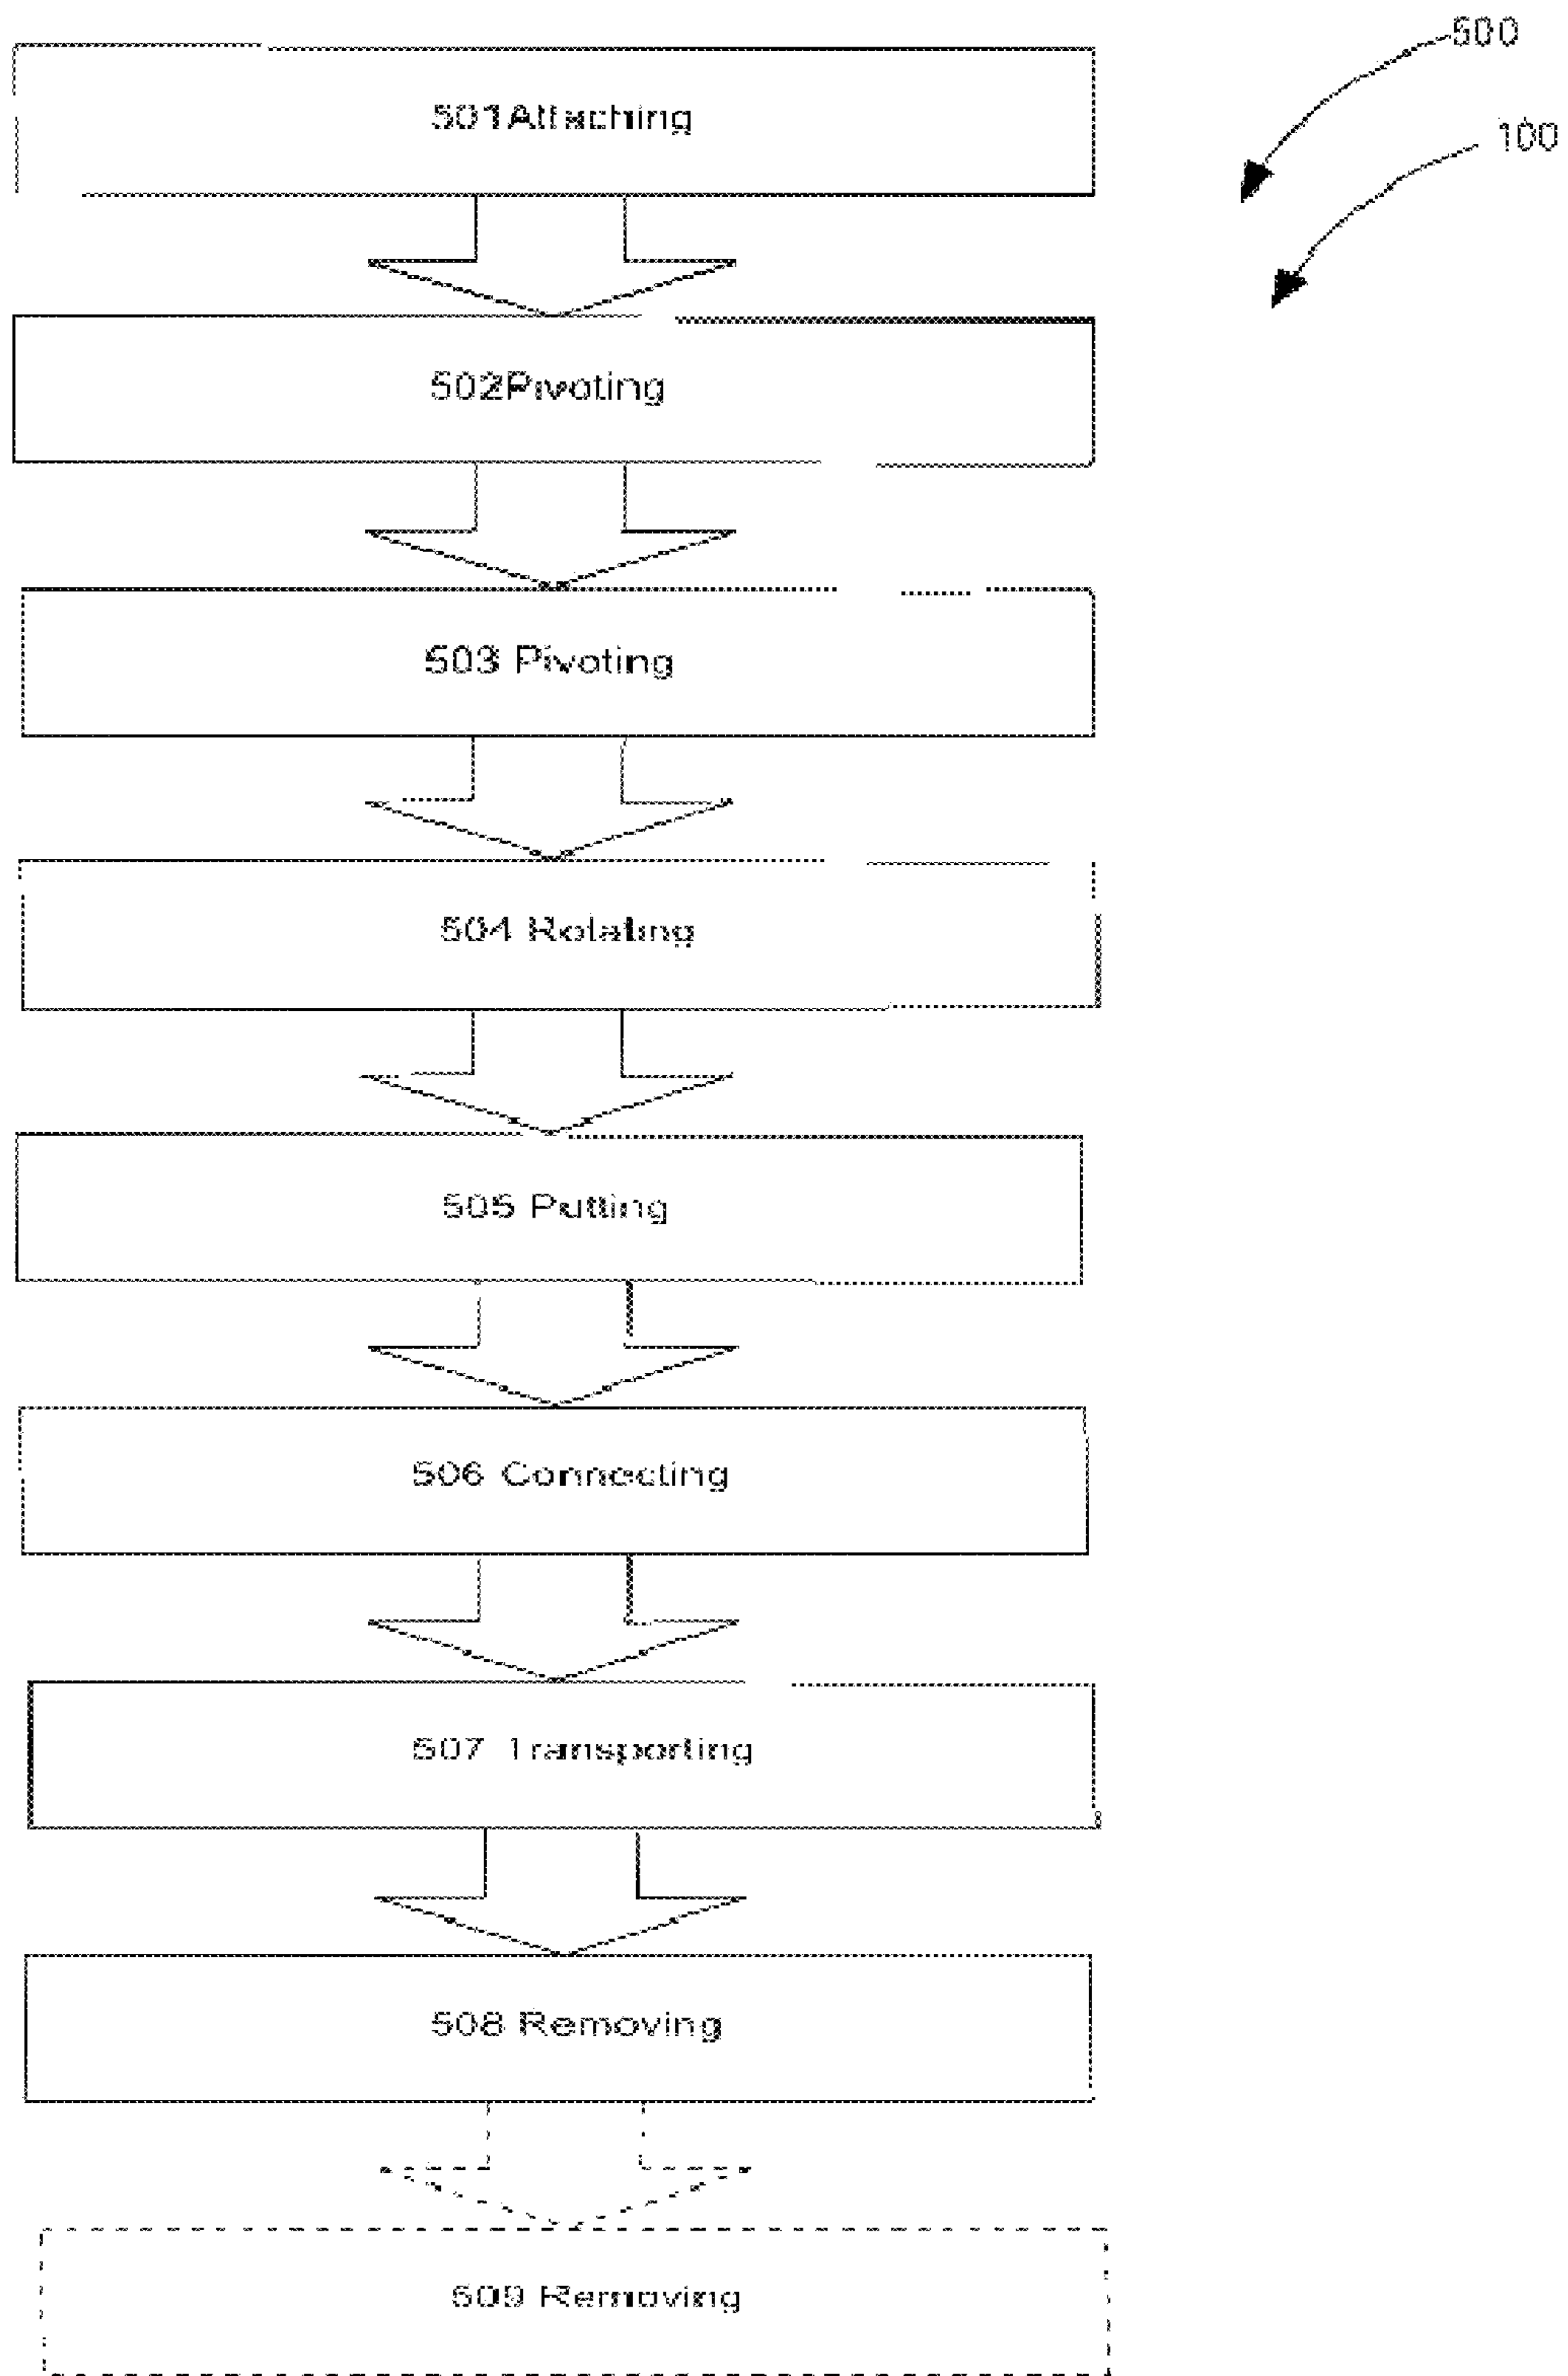 500
100
501Attaching
502Pivoting
503 Pivoting
504 Rotating
505 Putting
506 Connecting
507 Transporting
508 Removing
509 Removing